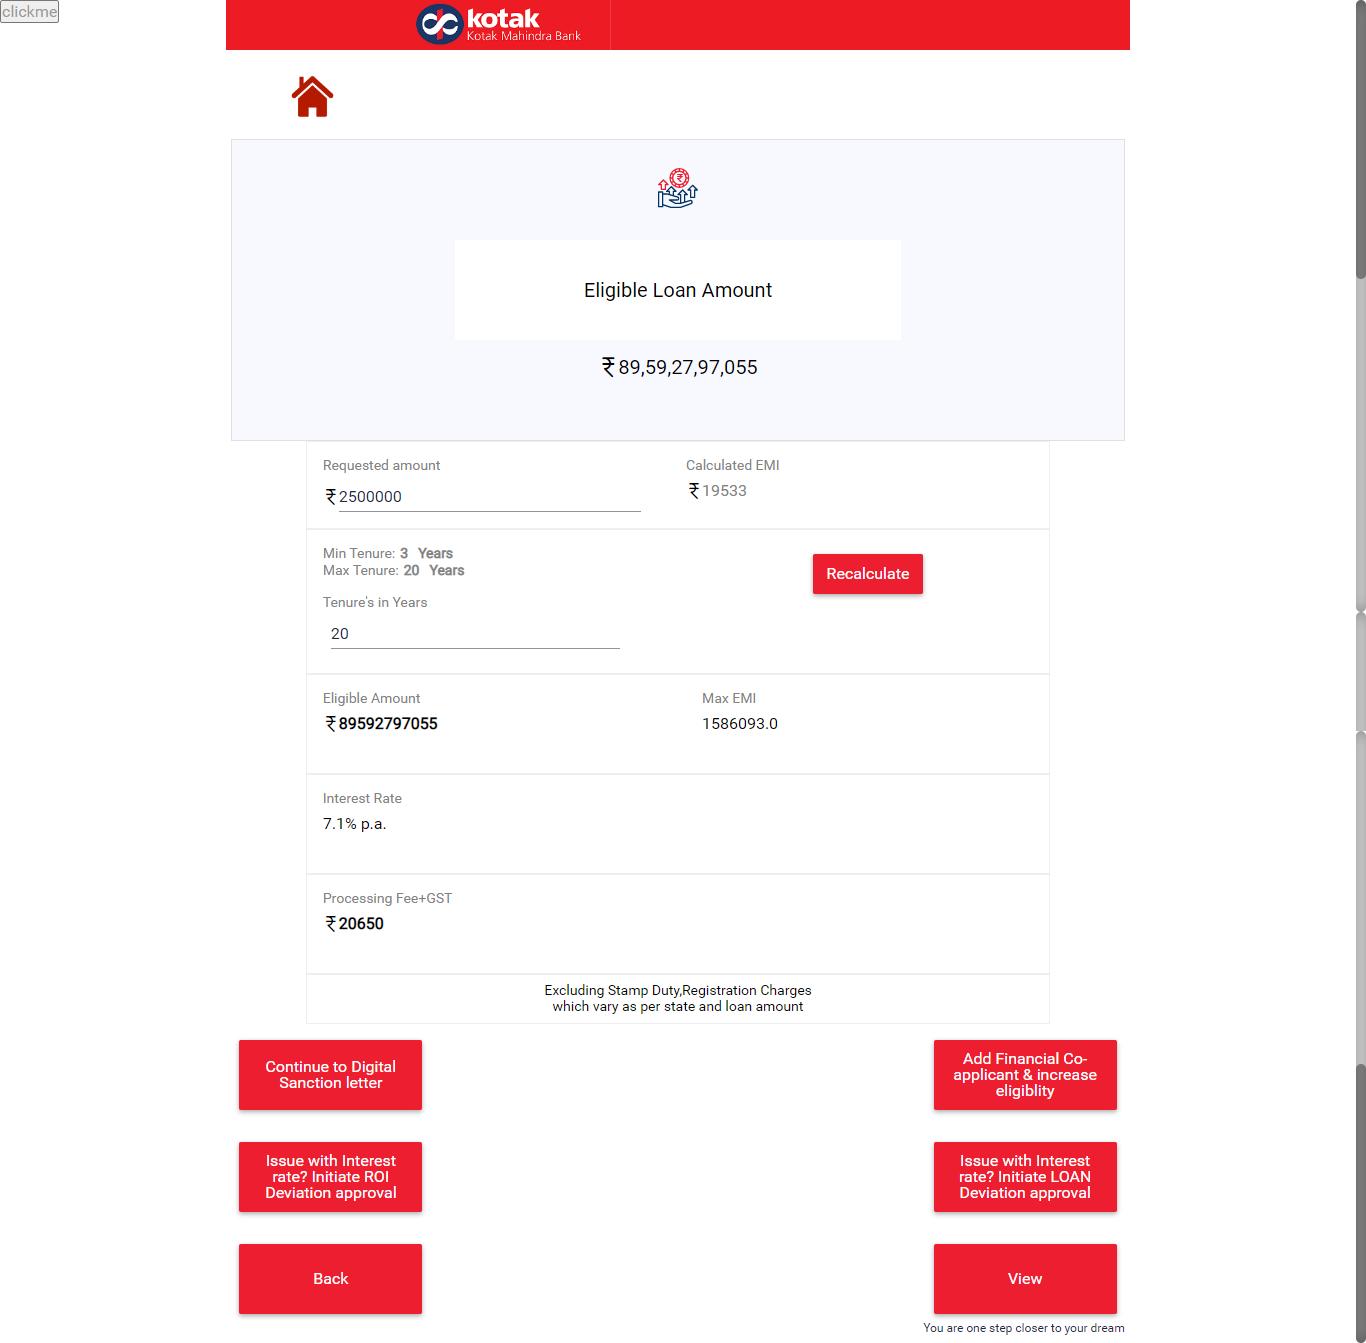 clickme
kotak
Kotak Mahindra Bank
Eligible Loan Amount
₹ 89,59,27,97,055
Requested amount
Calculated EMI
₹ 2500000
₹ 19533
Min Tenure: 3 Years
Max Tenure: 20 Years
Recalculate
Tenure's in Years
20
Eligible Amount
Max EMI
₹ 89592797055
1586093.0
Interest Rate
7.1% p.a.
Processing Fee+GST
₹ 20650
Excluding Stamp Duty,Registration Charges
which vary as per state and loan amount
Continue to Digital
Sanction letter
Add Financial Co-
applicant & increase
eligiblity
Issue with Interest
rate? Initiate ROI
Deviation approval
Issue with Interest
rate? Initiate LOAN
Deviation approval
Back
View
You are one step closer to your dream